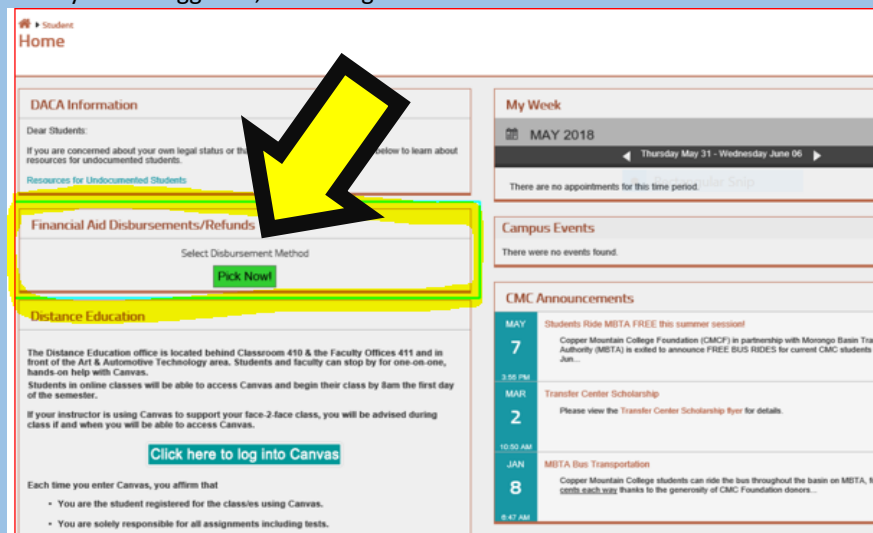 Student
Home
DACA Information
Dear Students:
If you are concerned about your own legal status or th
below to learn about
resources for undocumented students.
Resources for Undocumented Students
Financial Aid Disbursements/Refunds
Select Disbursement Method
Pick Now!
Distance Education
The Distance Education office is located behind Classroom 410 & the Faculty Offices 411 and in
front of the Art & Automotive Technology area. Students and faculty can stop by for one-on-one,
hands-on help with Canvas.
Students in online classes will be able to access Canvas and begin their class by 8am the first day
of the semester.
If your instructor is using Canvas to support your face-2-face class, you will be advised during
class if and when you will be able to access Canvas.
Click here to log into Canvas
Each time you enter Canvas, you affirm that
• You are the student registered for the class/es using Canvas.
• You are solely responsible for all assignments including tests.
My Week
MAY 2018
Thursday May 31 - Wednesday June 06
Rectangular Snip
There are no appointments for this time period.
Campus Events
There were no events found.
CMC Announcements
MAY
7
3:55 PM
Students Ride MBTA FREE this summer session!
Copper Mountain College Foundation (CMCF) in partnership with Morongo Basin Tra
Authority (MBTA) is exited to announce FREE BUS RIDES for current CMC students
Jun...
MAR
2
10:50 AM
Transfer Center Scholarship
Please view the Transfer Center Scholarship flyer for details.
JAN
8
6:47 AM
MBTA Bus Transportation
Copper Mountain College students can ride the bus throughout the basin on MBTA, f
cents each way thanks to the generosity of CMC Foundation donors...